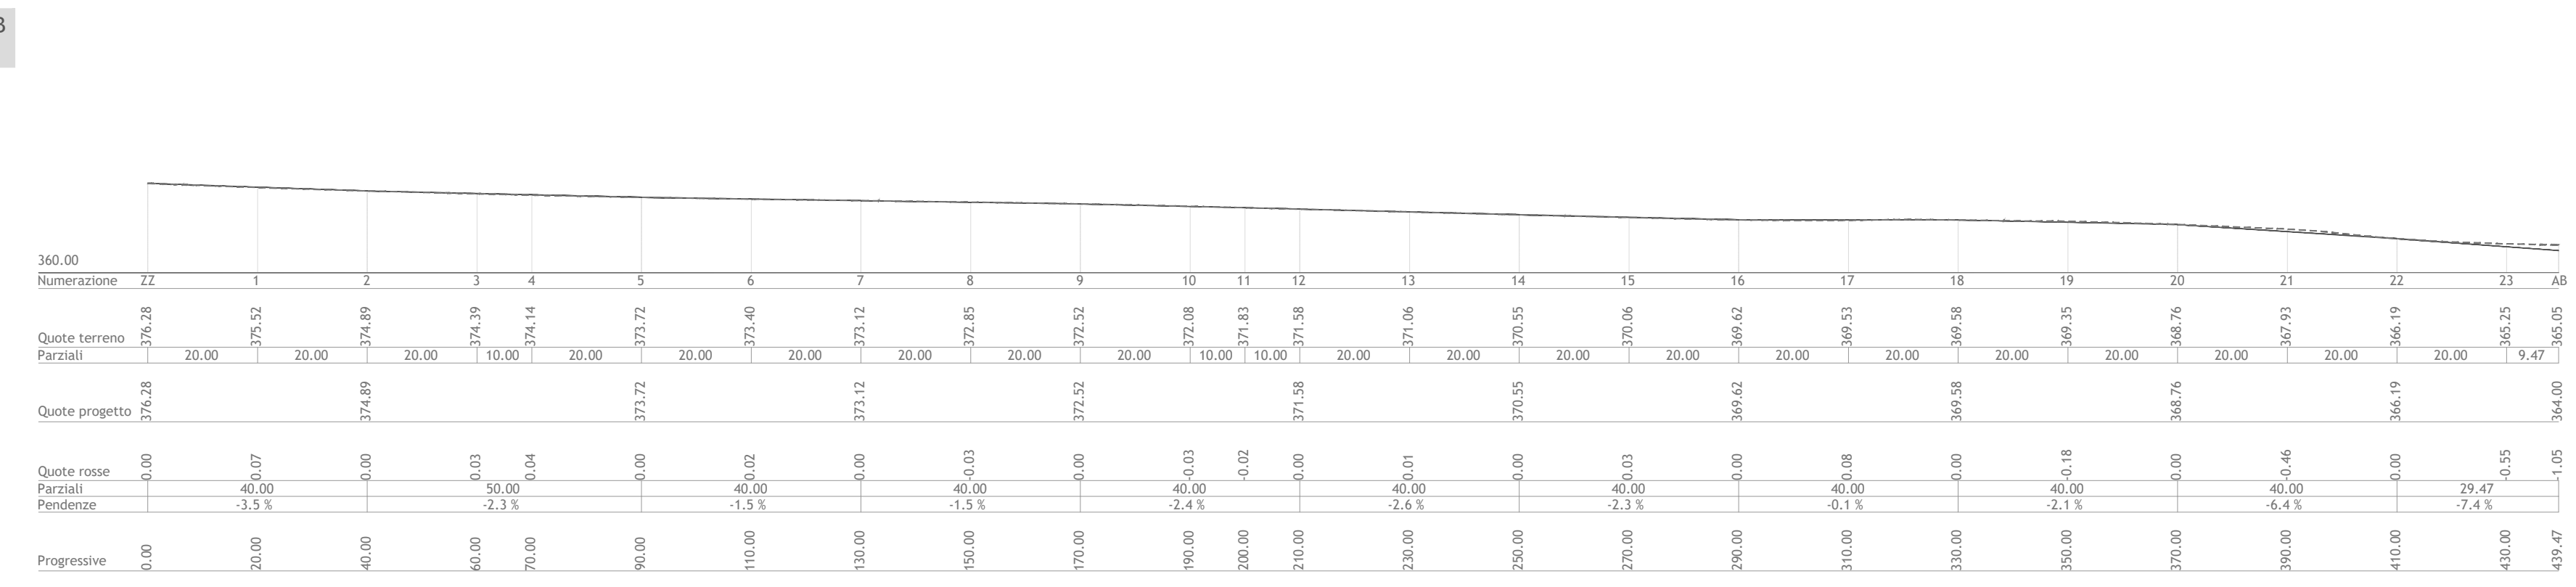 3
360.00
Numerazione ZZ 1 2 3 4 5 6 7 8 9 10 11 12 13 14 15 16 17 18 19 20 21 22 23 AB
Quote terreno 376.28 375.52 374.89 374.39 374.14 373.72 373.40 373.12 372.85 372.52 372.08 371.83 371.58 371.06 370.55 370.06 369.62 369.53 369.58 369.35 368.76 367.93 366.19 365.25 365.05
Parziali 20.00 20.00 20.00 10.00 20.00 20.00 20.00 20.00 20.00 20.00 10.00 10.00 20.00 20.00 20.00 20.00 20.00 20.00 20.00 20.00 20.00 20.00 20.00 9.47
Quote progetto 376.28 374.89 373.72 373.12 372.52 371.58 370.55 369.62 369.58 368.76 366.19 364.00
Quote rosse 0.00 0.07 0.00 0.03 0.04 0.00 0.02 0.00 -0.03 0.00 -0.03 -0.02 0.00 0.01 0.00 0.03 0.00 0.08 0.00 -0.18 0.00 -0.46 0.00 -0.55 -1.05
Parziali 40.00 50.00 40.00 40.00 40.00 40.00 40.00 40.00 40.00 40.00 29.47
Pendenze -3.5 % -2.3 % -1.5 % -1.5 % -2.4 % -2.6 % -2.3 % -0.1 % -2.1 % -6.4 % -7.4 %
Progressive 0.00 20.00 40.00 60.00 70.00 90.00 110.00 130.00 150.00 170.00 190.00 200.00 210.00 230.00 250.00 270.00 290.00 310.00 330.00 350.00 370.00 390.00 410.00 430.00 439.47